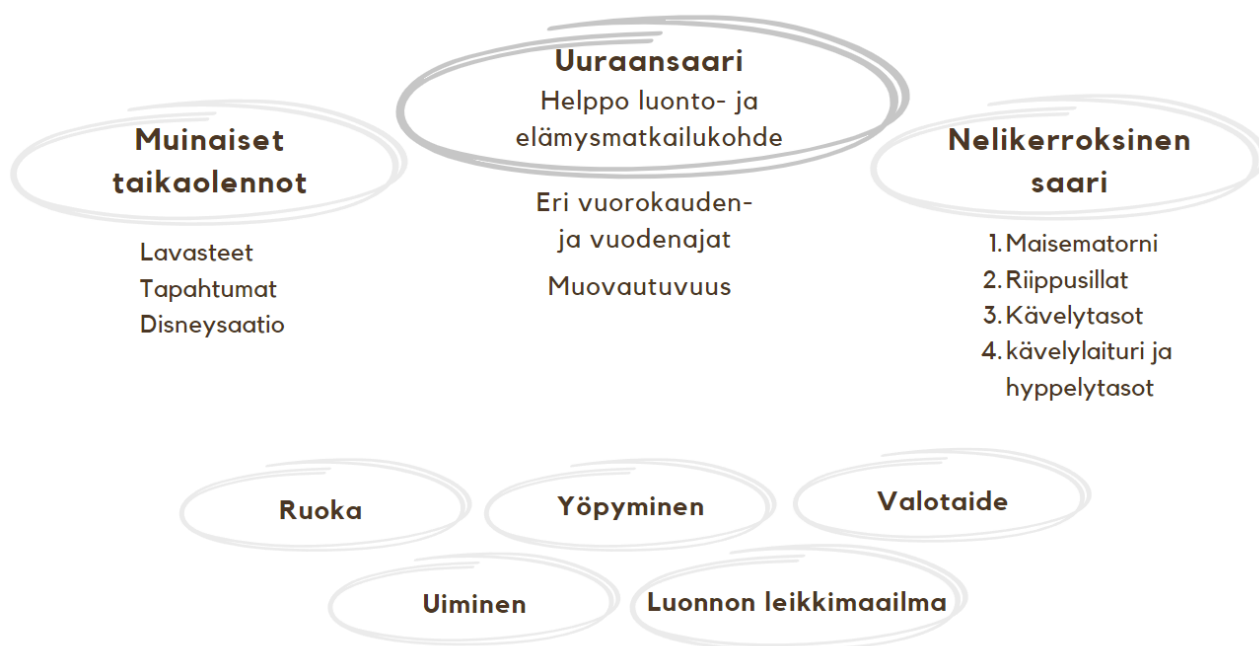 Uuraansaari
Helppo luonto- ja
elämysmatkailukohde
Eri vuorokauden-
ja vuodenajat
Muovautuvuus
Muinaiset
taikaolennot
Lavasteet
Tapahtumat
Disneysaatio
Nelikerroksinen
saari
1. Maisematorni
2. Riippusillat
3. Kävelytasot
4. kävelylaituri ja
hyppelytasot
Ruoka
Yöpyminen
Valotaide
Uiminen
Luonnon leikkimaailma